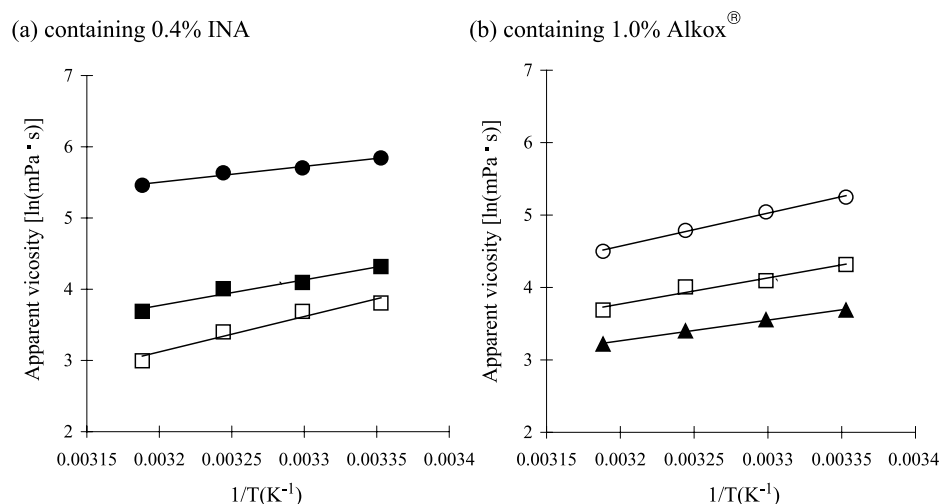 (a) containing 0.4% INA
(b) containing 1.0% Alkox®
Apparent vicosity [ln(mPa・s)]
7
6
5
4
3
2
0.00315 0.0032 0.00325 0.0033 0.00335 0.0034
1/T(K⁻¹)
Apparent vicosity [ln(mPa・s)]
7
6
5
4
3
2
0.00315 0.0032 0.00325 0.0033 0.00335 0.0034
1/T(K⁻¹)